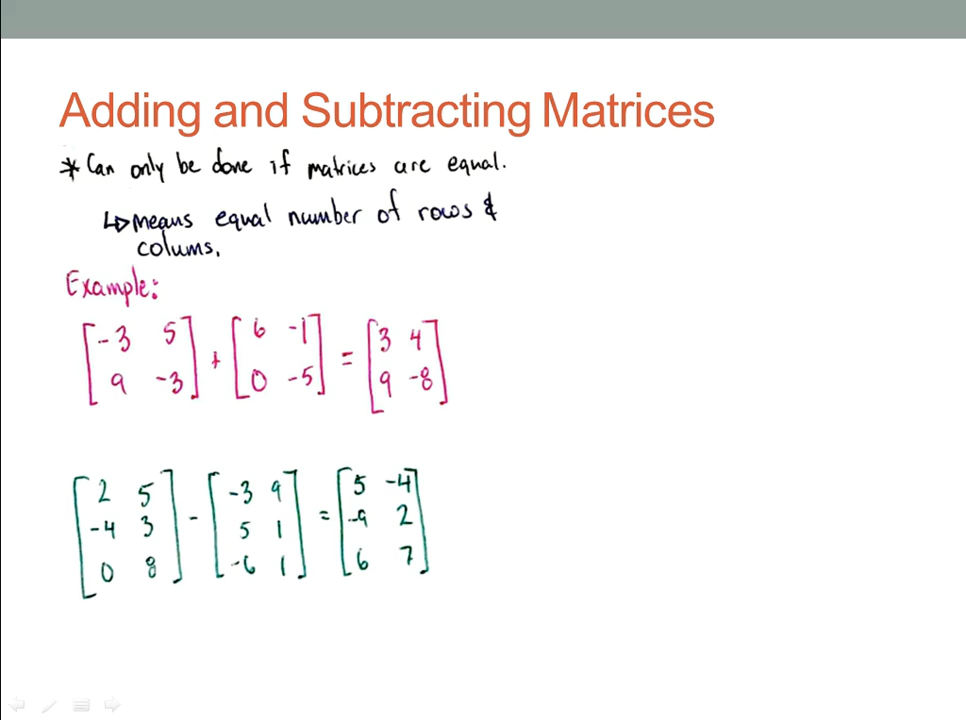 Adding and Subtracting Matrices
* Can only be done if matrices are equal.
↳ means equal number of rows &
colums.
Example:
[-3 5] + [6 -1] = [3 4]
[9 -3] [0 -5] [9 -8]
[2 5] - [-3 9] = [5 -4]
[-4 3] [5 1] [-9 2]
[0 8] [-6 1] [6 7]